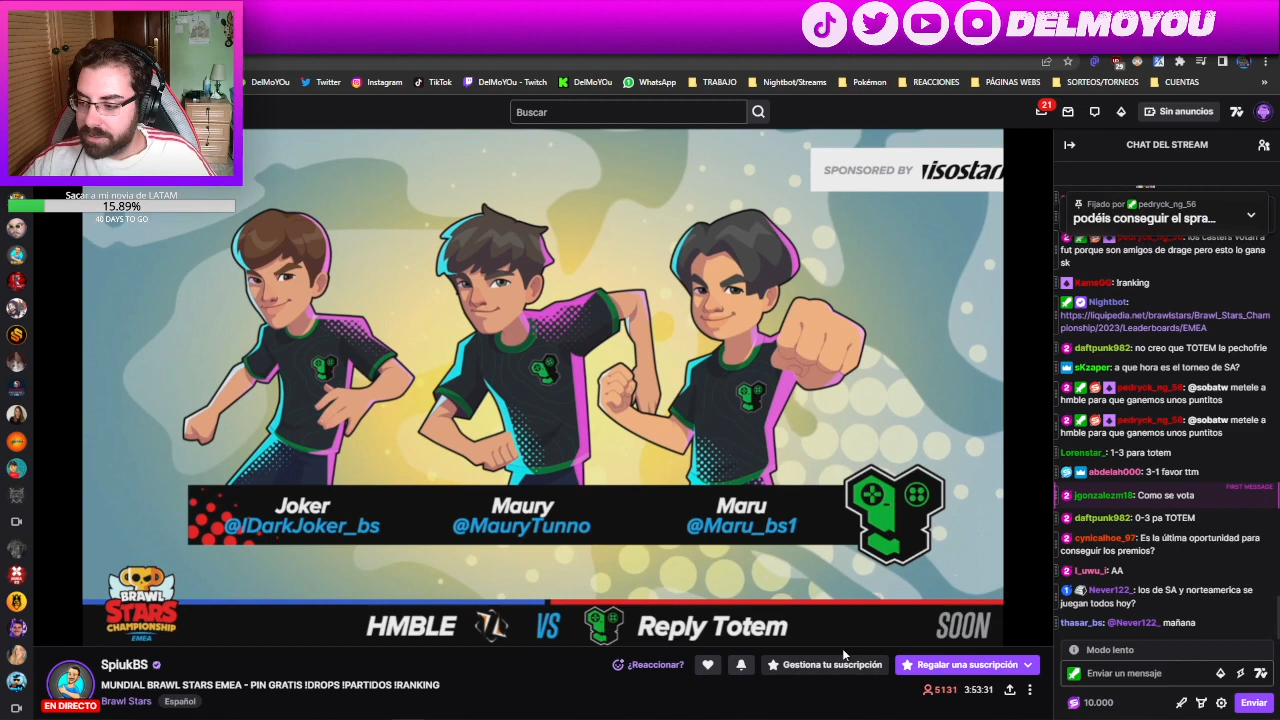 DELMOYOU
DelMoYOu
Twitter
Instagram
TikTok
DelMoYOu - Twitch
DelMoYOu
WhatsApp
TRABAJO
Nightbot/Streams
Pokémon
REACCIONES
PÁGINAS WEBS
SORTEOS/TORNEOS
CUENTAS
»
Buscar
21
Sin anuncios
Sacar a mi novia de LATAM
15.89%
40 DAYS TO GO
SPONSORED BY isostar
Joker
@IDarkJoker_bs
Maury
@MauryTunno
Maru
@Maru_bs1
BRAWL
STARS
CHAMPIONSHIP
EMEA
HMBLE VS Reply Totem SOON
SpiukBS
¿Reaccionar?
Gestiona tu suscripción
Regalar una suscripción
MUNDIAL BRAWL STARS EMEA - PIN GRATIS !DROPS !PARTIDOS !RANKING
EN DIRECTO
Brawl Stars
Español
5131
3:53:31
CHAT DEL STREAM
Fijado por pedryck_ng_56
podéis conseguir el spra...
pedryck_ng_56: los casters votan a
fut porque son amigos de drage pero esto lo gana
sk
KamsGG: !ranking
Nightbot:
https://liquipedia.net/brawlstars/Brawl_Stars_Cham
pionship/2023/Leaderboards/EMEA
daftpunk982: no creo que TOTEM la pechofrie
sKzaper: a que hora es el torneo de SA?
pedryck_ng_56: @sobatw metele a
hmble para que ganemos unos puntitos
pedryck_ng_56: @sobatw metele a
hmble para que ganemos unos puntitos
Lorenstar_: 1-3 para totem
abdelah000: 3-1 favor ttm
FIRST MESSAGE
jgonzalezm18: Como se vota
daftpunk982: 0-3 pa TOTEM
cynicalhoe_97: Es la última oportunidad para
conseguir los premios?
l_uwu_i: AA
Never122_: los de SA y norteamerica se
juegan todos hoy?
thasar_bs: @Never122_ mañana
Modo lento
Enviar un mensaje
10.000
Enviar